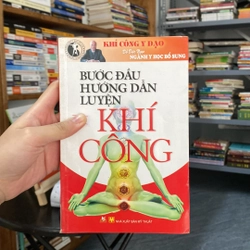 KHÍ CÔNG Y ĐẠO
NGÀNH Y HỌC BỔ SUNG
BƯỚC ĐẦU
HƯỚNG DẪN
LUYỆN
KHÍ
CÔNG